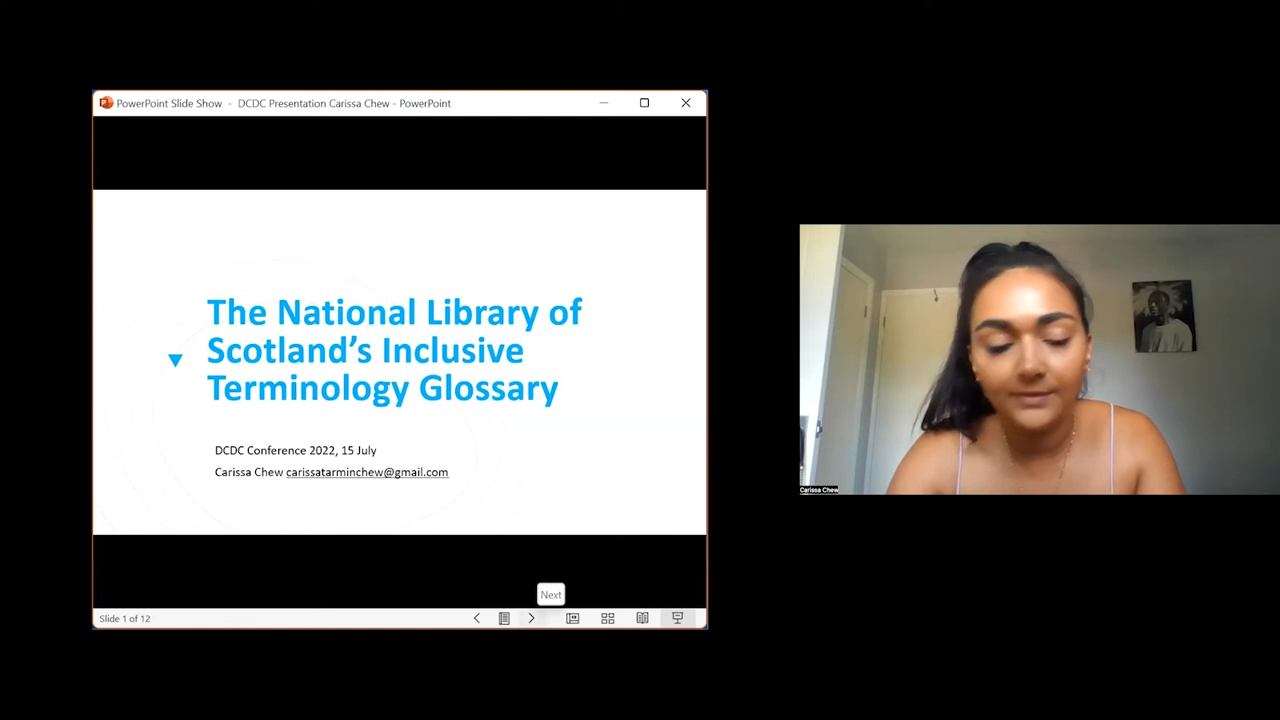 PowerPoint Slide Show - DCDC Presentation Carissa Chew - PowerPoint
The National Library of
Scotland's Inclusive
Terminology Glossary
DCDC Conference 2022, 15 July
Carissa Chew carissatarminchew@gmail.com
Carissa Chew
Next
Slide 1 of 12